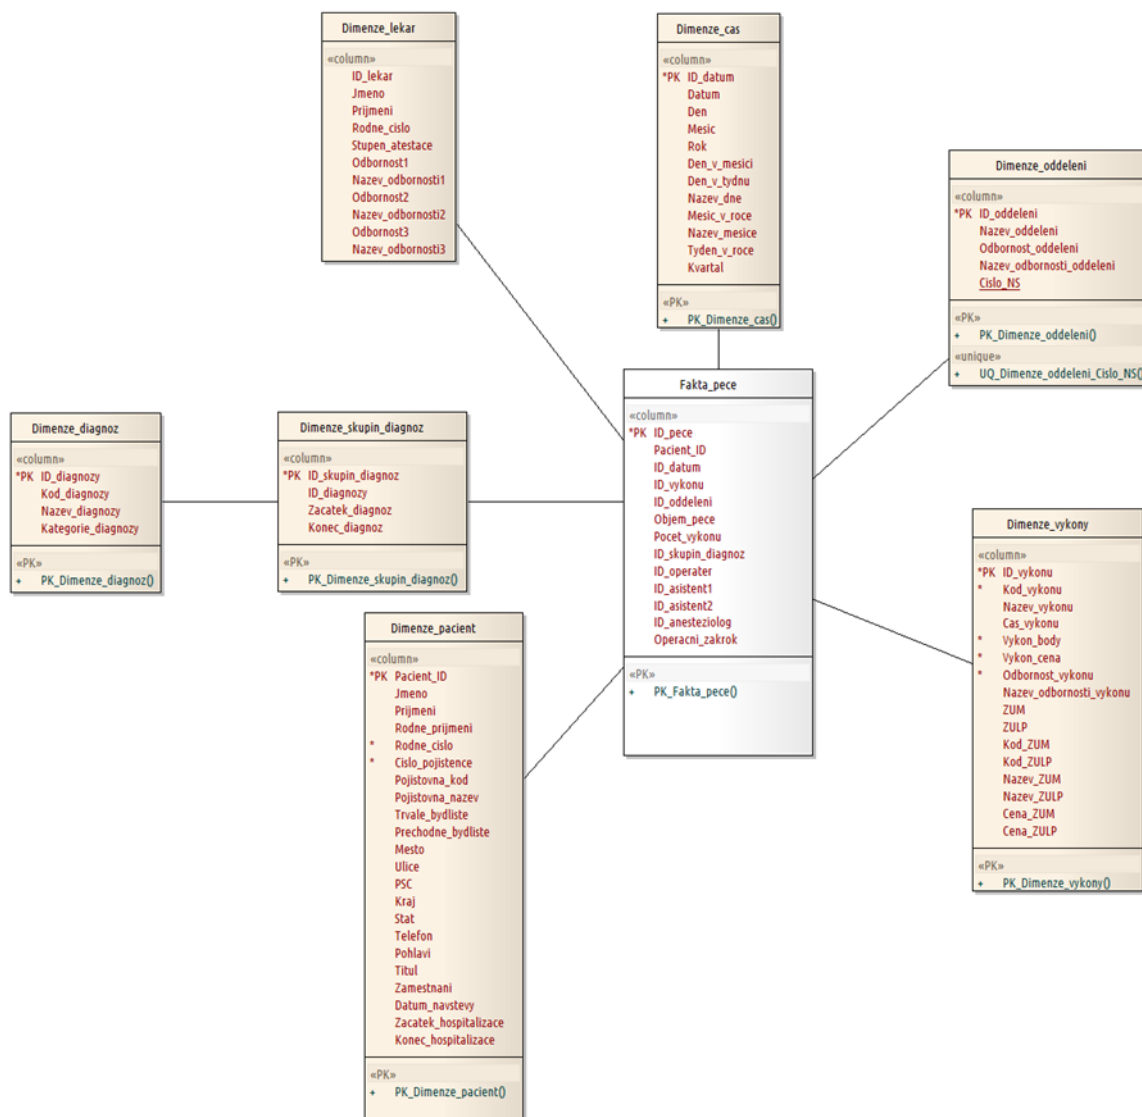 Dimenze_lekar
«column»
ID_lekar
Jmeno
Prijmeni
Rodne_cislo
Stupen_atestace
Odbornost1
Nazev_odbornosti1
Odbornost2
Nazev_odbornosti2
Odbornost3
Nazev_odbornosti3
Dimenze_cas
«column»
*PK ID_datum
Datum
Den
Mesic
Rok
Den_v_mesici
Den_v_tydnu
Nazev_dne
Mesic_v_roce
Nazev_mesice
Tyden_v_roce
Kvartal
«PK»
+ PK_Dimenze_cas()
Dimenze_oddeleni
«column»
*PK ID_oddeleni
Nazev_oddeleni
Odbornost_oddeleni
Nazev_odbornosti_oddeleni
Cislo_NS
«PK»
+ PK_Dimenze_oddeleni()
«unique»
+ UQ_Dimenze_oddeleni_Cislo_NS()
Dimenze_diagnoz
«column»
*PK ID_diagnozy
Kod_diagnozy
Nazev_diagnozy
Kategorie_diagnozy
«PK»
+ PK_Dimenze_diagnoz()
Dimenze_skupin_diagnoz
«column»
*PK ID_skupin_diagnoz
ID_diagnozy
Zacatek_diagnoz
Konec_diagnoz
«PK»
+ PK_Dimenze_skupin_diagnoz()
Fakta_pece
«column»
*PK ID_pece
Pacient_ID
ID_datum
ID_vykonu
ID_oddeleni
Objem_pece
Pocet_vykonu
ID_skupin_diagnoz
ID_operater
ID_asistent1
ID_asistent2
ID_anesteziolog
Operacni_zakrok
«PK»
+ PK_Fakta_pece()
Dimenze_vykony
«column»
*PK ID_vykonu
* Kod_vykonu
Nazev_vykonu
Cas_vykonu
* Vykon_body
* Vykon_cena
* Odbornost_vykonu
Nazev_odbornosti_vykonu
ZUM
ZULP
Kod_ZUM
Kod_ZULP
Nazev_ZUM
Nazev_ZULP
Cena_ZUM
Cena_ZULP
«PK»
+ PK_Dimenze_vykony()
Dimenze_pacient
«column»
*PK Pacient_ID
Jmeno
Prijmeni
Rodne_prijmeni
* Rodne_cislo
* Cislo_pojistence
Pojistovna_kod
Pojistovna_nazev
Trvale_bydliste
Prechodne_bydliste
Mesto
Ulice
PSC
Kraj
Stat
Telefon
Pohlavi
Titul
Zamestnani
Datum_navstevy
Zacatek_hospitalizace
Konec_hospitalizace
«PK»
+ PK_Dimenze_pacient()